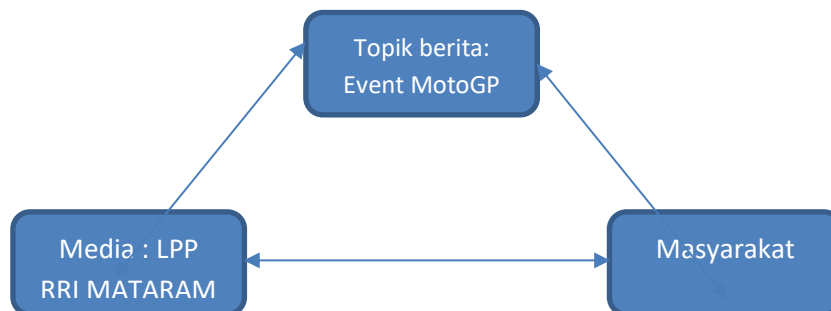 Topik berita:
Event MotoGP
Media : LPP
RRI MATARAM
Masyarakat